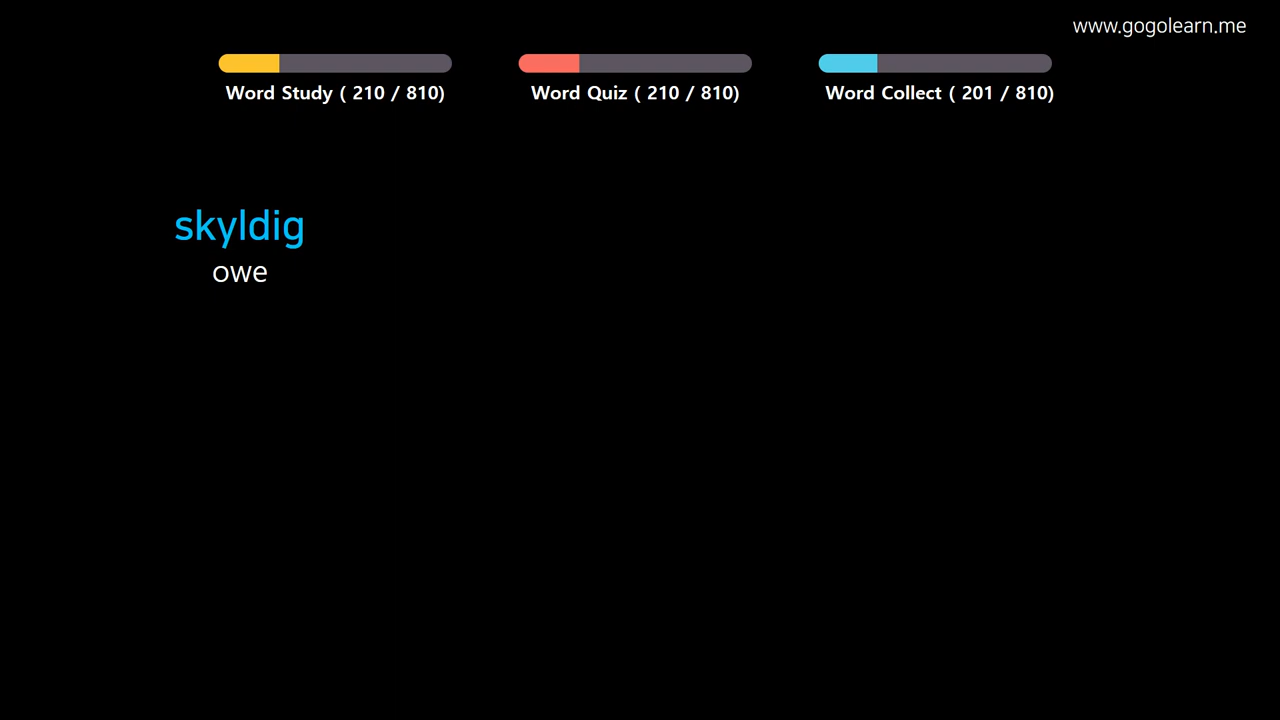 www.gogolearn.me
Word Study ( 210 / 810)
Word Quiz ( 210 / 810)
Word Collect ( 201 / 810)
skyldig
owe